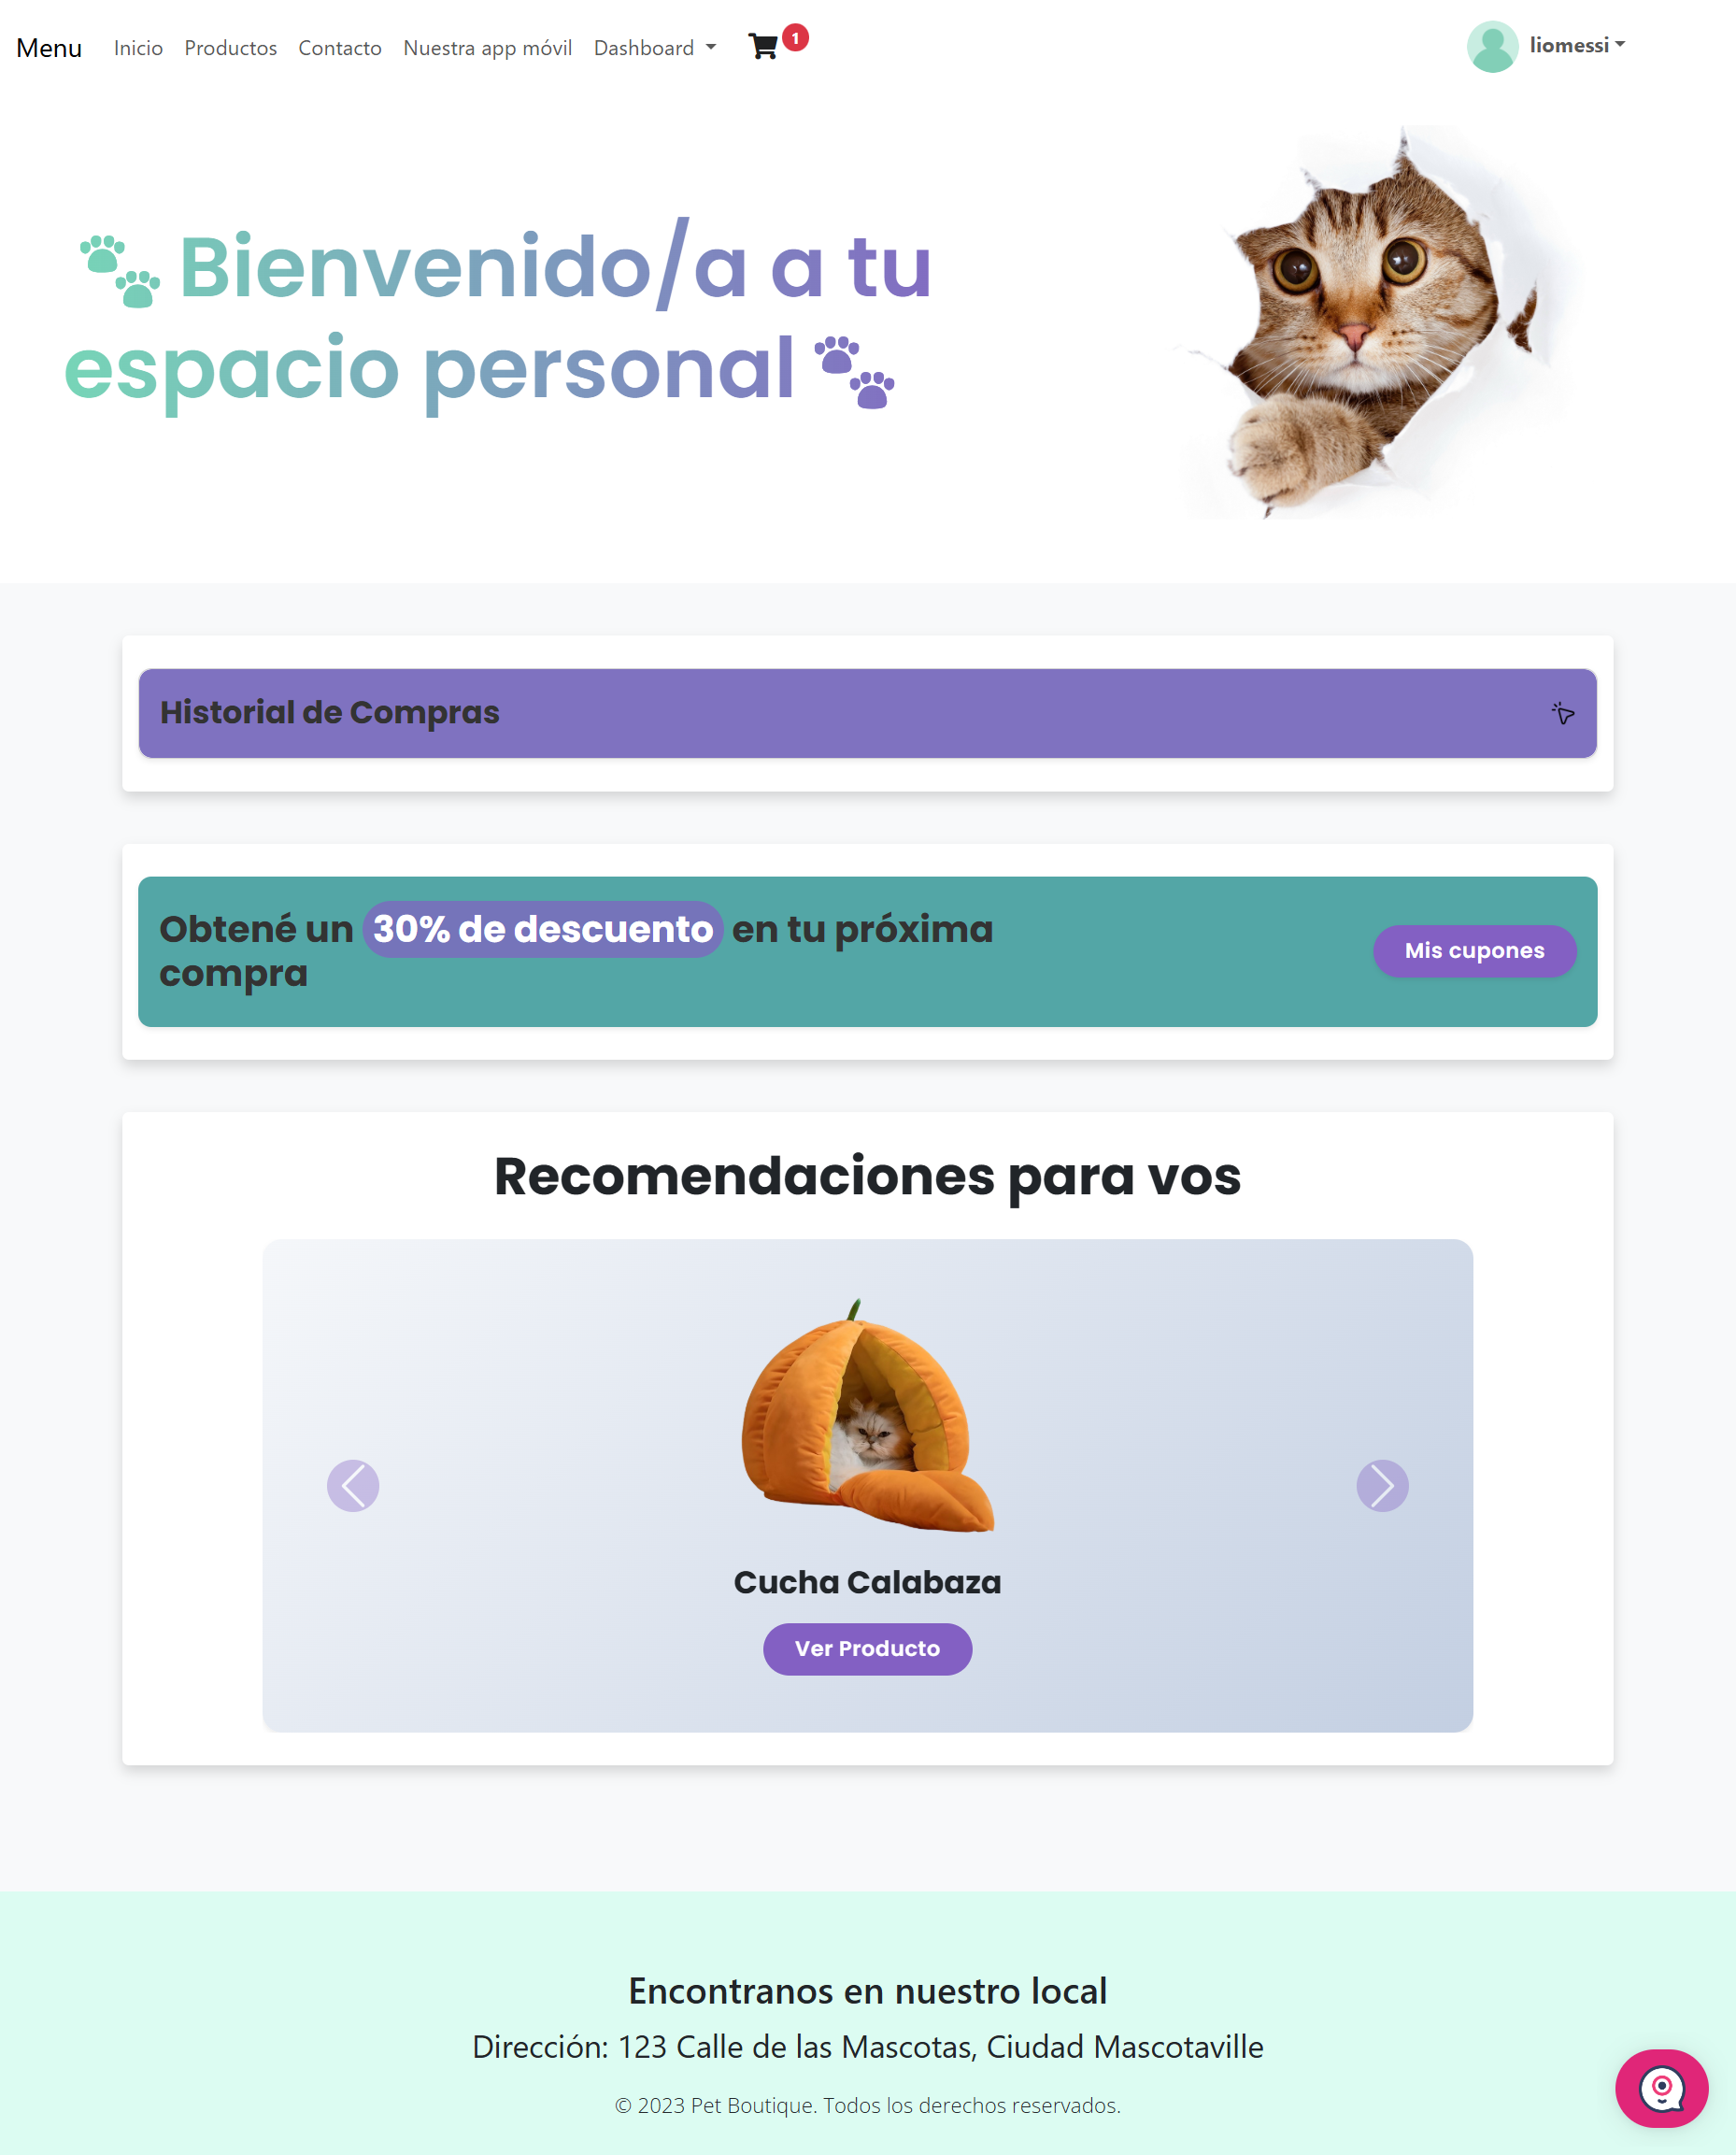 Menu Inicio Productos Contacto Nuestra app móvil Dashboard 1 liomessi
Bienvenido/a a tu
espacio personal
Historial de Compras
Obtené un 30% de descuento en tu próxima
compra
Mis cupones
Recomendaciones para vos
Cucha Calabaza
Ver Producto
Encontranos en nuestro local
Dirección: 123 Calle de las Mascotas, Ciudad Mascotaville
© 2023 Pet Boutique. Todos los derechos reservados.